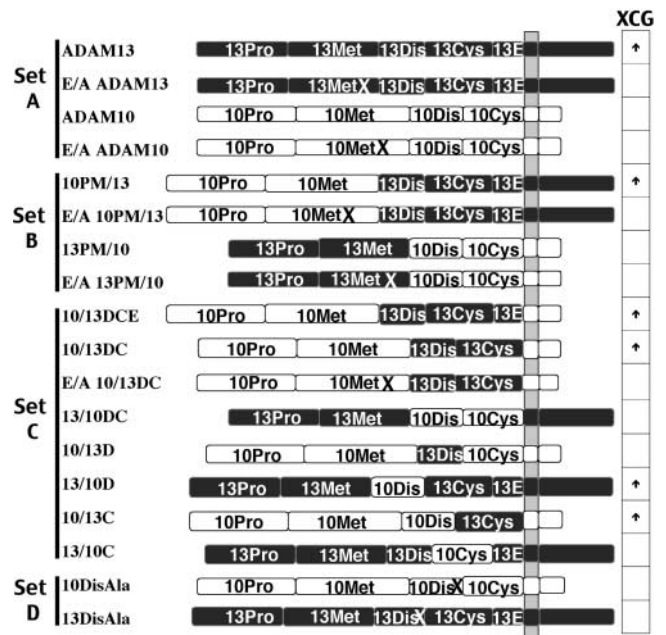 XCG
Set A
ADAM13 13Pro 13Met 13Dis 13Cys 13E ↑
E/A ADAM13 13Pro 13MetX 13Dis 13Cys 13E
ADAM10 10Pro 10Met 10Dis 10Cys
E/A ADAM10 10Pro 10MetX 10Dis 10Cys
Set B
10PM/13 10Pro 10Met 13Dis 13Cys 13E ↑
E/A 10PM/13 10Pro 10MetX 13Dis 13Cys 13E
13PM/10 13Pro 13Met 10Dis 10Cys
E/A 13PM/10 13Pro 13Met X 10Dis 10Cys
Set C
10/13DCE 10Pro 10Met 13Dis 13Cys 13E ↑
10/13DC 10Pro 10Met 13Dis 13Cys ↑
E/A 10/13DC 10Pro 10Met X 13Dis 13Cys
13/10DC 13Pro 13Met 10Dis 10Cys
10/13D 10Pro 10Met 13Dis 10Cys
13/10D 13Pro 13Met 10Dis 13Cys 13E ↑
10/13C 10Pro 10Met 10Dis 13Cys ↑
13/10C 13Pro 13Met 13Dis 10Cys 13E
Set D
10DisAla 10Pro 10Met 10DisX 10Cys
13DisAla 13Pro 13Met 13DisX 13Cys 13E